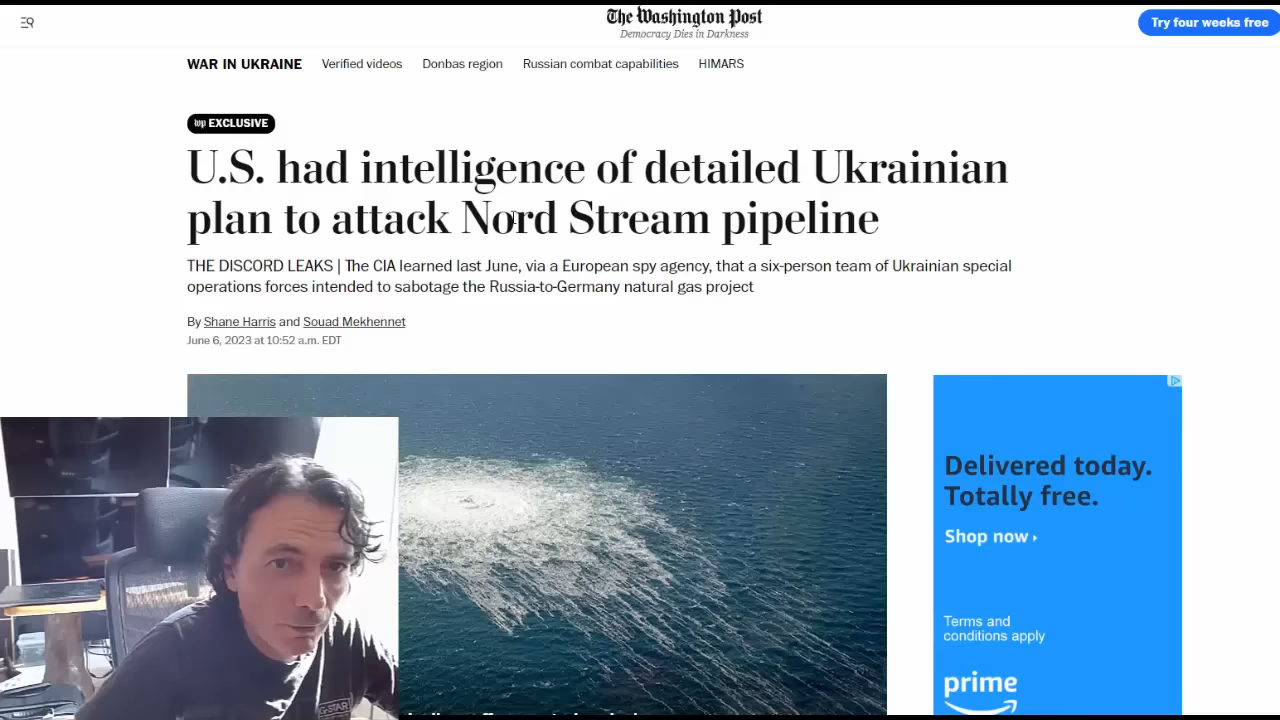 The Washington Post
Democracy Dies in Darkness
Try four weeks free
WAR IN UKRAINE Verified videos Donbas region Russian combat capabilities HIMARS
wp EXCLUSIVE
U.S. had intelligence of detailed Ukrainian
plan to attack Nord Stream pipeline
THE DISCORD LEAKS | The CIA learned last June, via a European spy agency, that a six-person team of Ukrainian special
operations forces intended to sabotage the Russia-to-Germany natural gas project
By Shane Harris and Souad Mekhennet
June 6, 2023 at 10:52 a.m. EDT
Delivered today.
Totally free.
Shop now
Terms and
conditions apply
prime
G-STAR